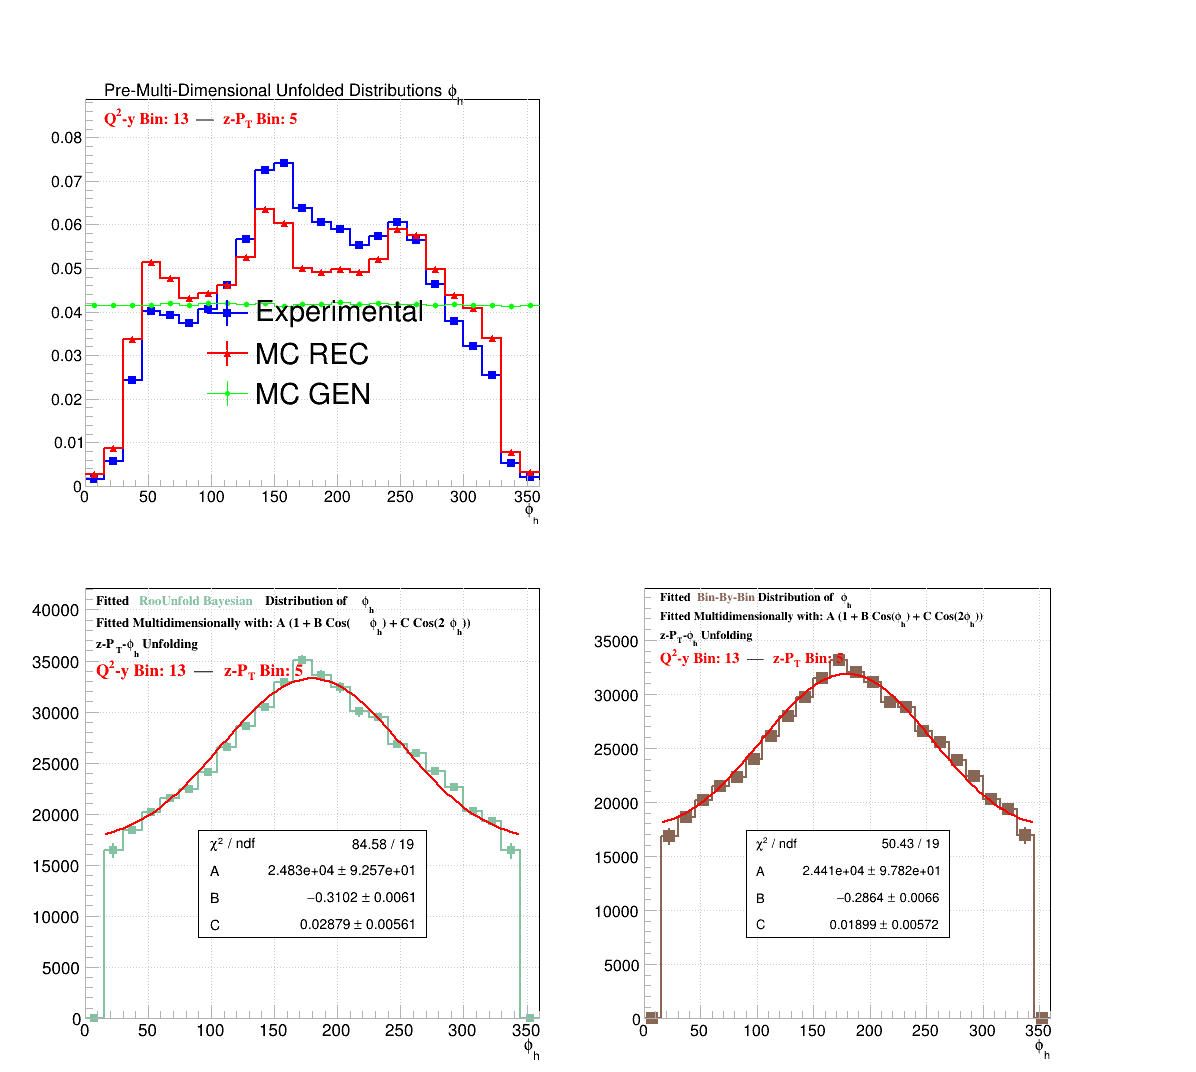 Pre-Multi-Dimensional Unfolded Distributions ϕ_h
Q²-y Bin: 13 — z-P_T Bin: 5
0.08
0.07
0.06
0.05
0.04
0.03
0.02
0.01
0
Experimental
MC REC
MC GEN
0 50 100 150 200 250 300 350
ϕ_h
Fitted RooUnfold Bayesian Distribution of ϕ_h
Fitted Multidimensionally with: A (1 + B Cos( ϕ_h) + C Cos(2 ϕ_h))
z-P_T-ϕ_h Unfolding
Q²-y Bin: 13 — z-P_T Bin: 5
40000
35000
30000
25000
20000
15000
10000
5000
0
χ² / ndf 84.58 / 19
A 2.483e+04 ± 9.257e+01
B −0.3102 ± 0.0061
C 0.02879 ± 0.00561
0 50 100 150 200 250 300 350
ϕ_h
Fitted Bin-By-Bin Distribution of ϕ_h
Fitted Multidimensionally with: A (1 + B Cos(ϕ_h) + C Cos(2ϕ_h))
z-P_T-ϕ_h Unfolding
Q²-y Bin: 13 — z-P_T Bin: 5
35000
30000
25000
20000
15000
10000
5000
0
χ² / ndf 50.43 / 19
A 2.441e+04 ± 9.782e+01
B −0.2864 ± 0.0066
C 0.01899 ± 0.00572
0 50 100 150 200 250 300 350
ϕ_h